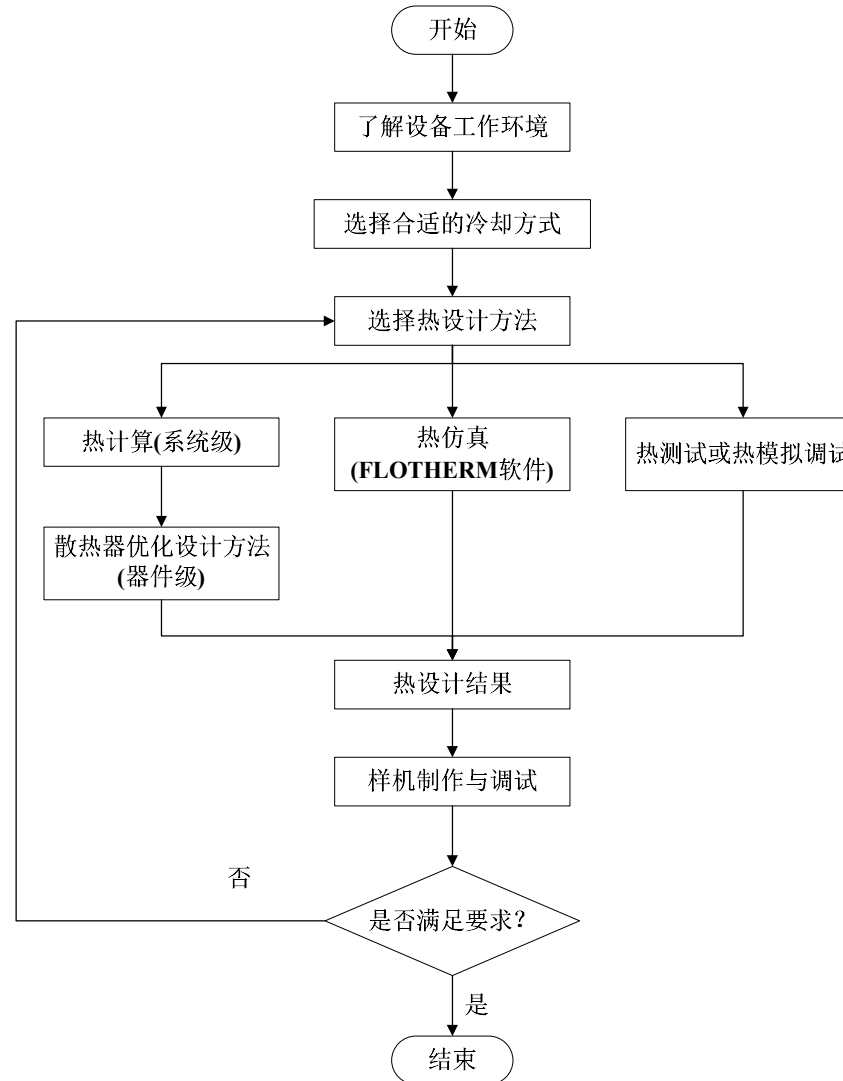 开始
了解设备工作环境
选择合适的冷却方式
选择热设计方法
热计算(系统级)
热仿真
(FLOTHERM软件)
热测试或热模拟调试
散热器优化设计方法
(器件级)
热设计结果
样机制作与调试
否
是否满足要求?
是
结束